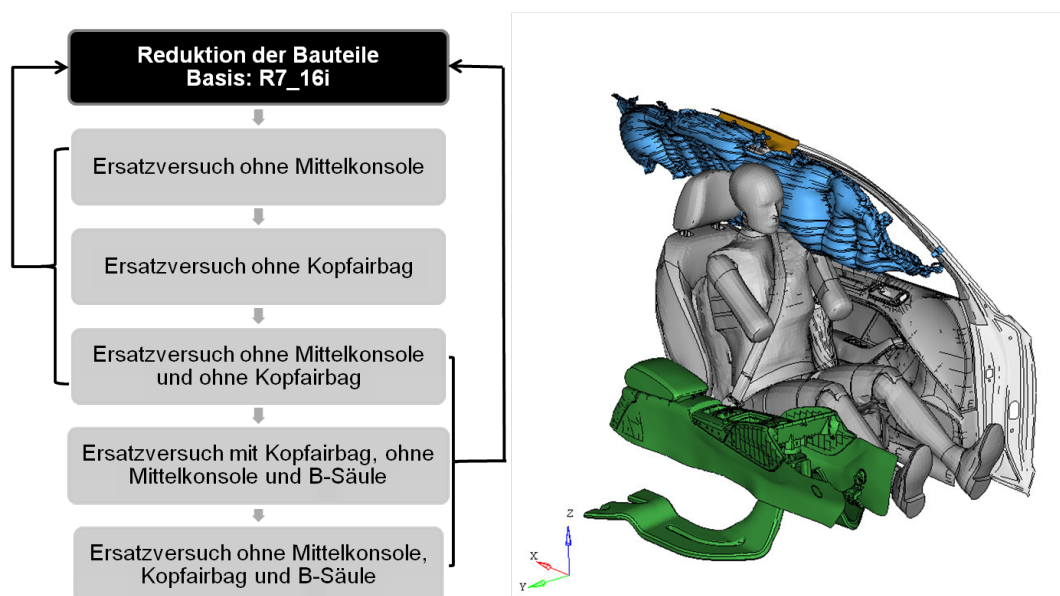 Reduktion der Bauteile
Basis: R7_16i
Ersatzversuch ohne Mittelkonsole
Ersatzversuch ohne Kopfairbag
Ersatzversuch ohne Mittelkonsole
und ohne Kopfairbag
Ersatzversuch mit Kopfairbag, ohne
Mittelkonsole und B-Säule
Ersatzversuch ohne Mittelkonsole,
Kopfairbag und B-Säule
Z
X
Y